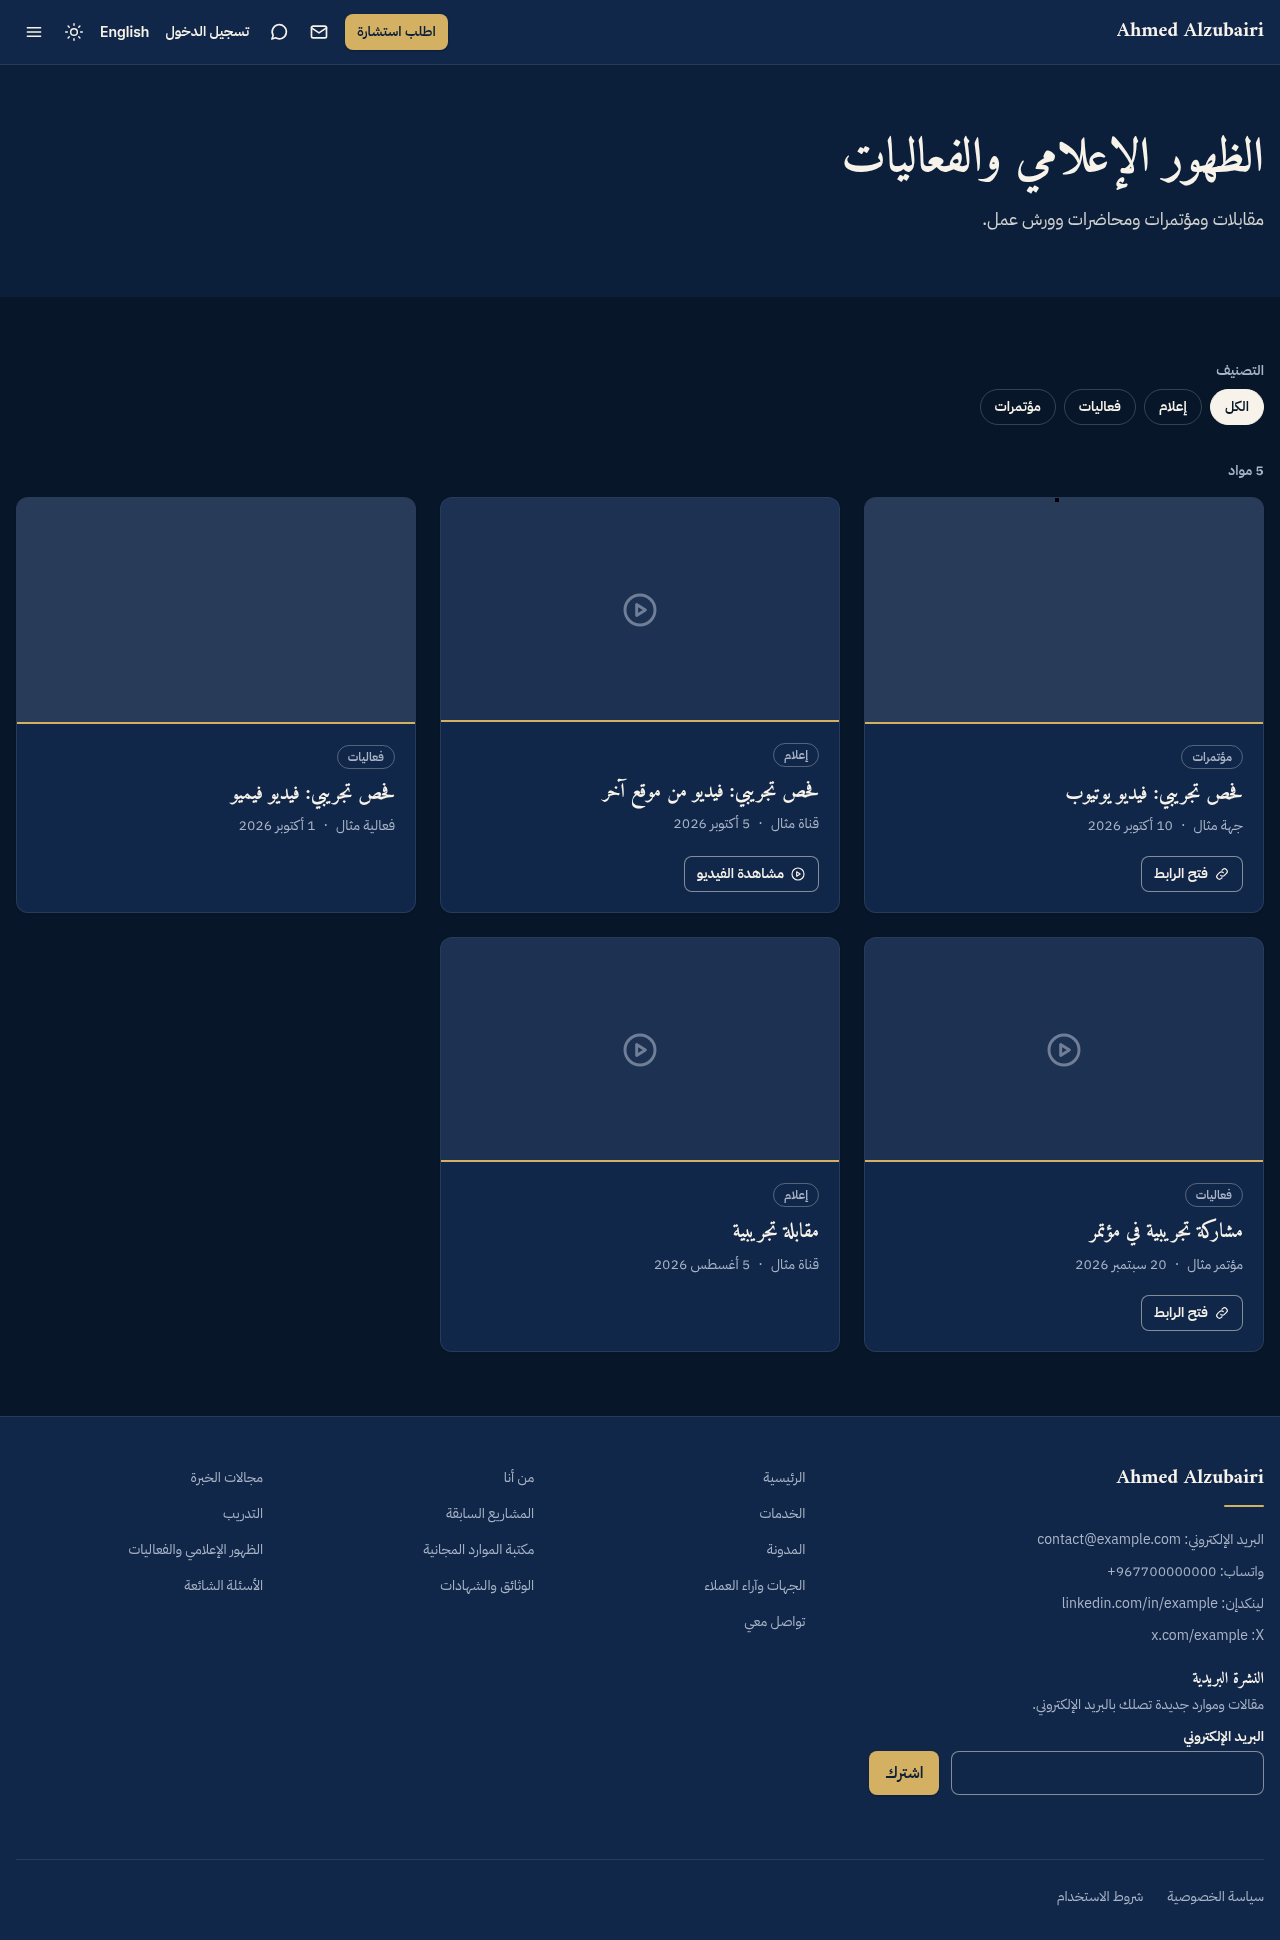 Ahmed Alzubairi
اطلب استشارة
تسجيل الدخول
English
الظهور الإعلامي والفعاليات
مقابلات ومؤتمرات ومحاضرات وورش عمل.
التصنيف
الكل
إعلام
فعاليات
مؤتمرات
5 مواد
مؤتمرات
فحص تجريبي: فيديو يوتيوب
جهة مثال · 10 أكتوبر 2026
فتح الرابط
إعلام
فحص تجريبي: فيديو من موقع آخر
قناة مثال · 5 أكتوبر 2026
مشاهدة الفيديو
فعاليات
فحص تجريبي: فيديو فيميو
فعالية مثال · 1 أكتوبر 2026
فعاليات
مشاركة تجريبية في مؤتمر
مؤتمر مثال · 20 سبتمبر 2026
فتح الرابط
إعلام
مقابلة تجريبية
قناة مثال · 5 أغسطس 2026
Ahmed Alzubairi
البريد الإلكتروني: contact@example.com
واتساب: 967700000000+
لينكدإن: linkedin.com/in/example
X: x.com/example
النشرة البريدية
مقالات وموارد جديدة تصلك بالبريد الإلكتروني.
البريد الإلكتروني
اشترك
الرئيسية
من أنا
مجالات الخبرة
الخدمات
المشاريع السابقة
التدريب
المدونة
مكتبة الموارد المجانية
الظهور الإعلامي والفعاليات
الجهات وآراء العملاء
الوثائق والشهادات
الأسئلة الشائعة
تواصل معي
سياسة الخصوصية
شروط الاستخدام